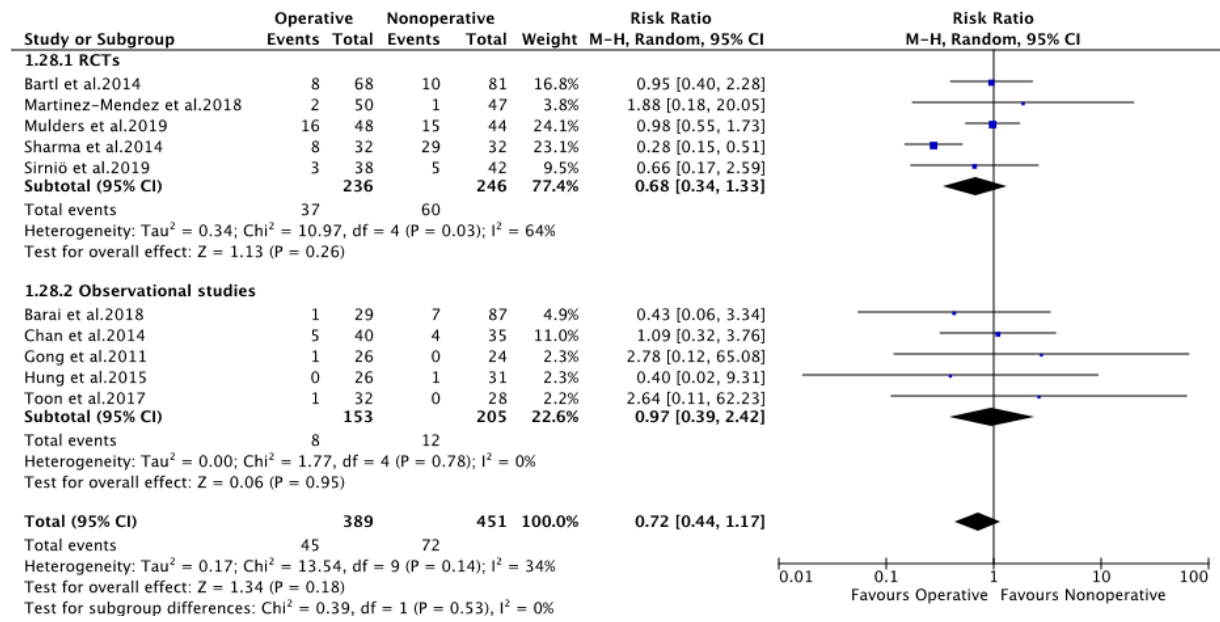 Operative Nonoperative Risk Ratio Risk Ratio
Study or Subgroup Events Total Events Total Weight M-H, Random, 95% CI M-H, Random, 95% CI
1.28.1 RCTs
Bartl et al.2014 8 68 10 81 16.8% 0.95 [0.40, 2.28]
Martinez-Mendez et al.2018 2 50 1 47 3.8% 1.88 [0.18, 20.05]
Mulders et al.2019 16 48 15 44 24.1% 0.98 [0.55, 1.73]
Sharma et al.2014 8 32 29 32 23.1% 0.28 [0.15, 0.51]
Sirniö et al.2019 3 38 5 42 9.5% 0.66 [0.17, 2.59]
Subtotal (95% CI) 236 246 77.4% 0.68 [0.34, 1.33]
Total events 37 60
Heterogeneity: Tau² = 0.34; Chi² = 10.97, df = 4 (P = 0.03); I² = 64%
Test for overall effect: Z = 1.13 (P = 0.26)
1.28.2 Observational studies
Barai et al.2018 1 29 7 87 4.9% 0.43 [0.06, 3.34]
Chan et al.2014 5 40 4 35 11.0% 1.09 [0.32, 3.76]
Gong et al.2011 1 26 0 24 2.3% 2.78 [0.12, 65.08]
Hung et al.2015 0 26 1 31 2.3% 0.40 [0.02, 9.31]
Toon et al.2017 1 32 0 28 2.2% 2.64 [0.11, 62.23]
Subtotal (95% CI) 153 205 22.6% 0.97 [0.39, 2.42]
Total events 8 12
Heterogeneity: Tau² = 0.00; Chi² = 1.77, df = 4 (P = 0.78); I² = 0%
Test for overall effect: Z = 0.06 (P = 0.95)
Total (95% CI) 389 451 100.0% 0.72 [0.44, 1.17]
Total events 45 72
Heterogeneity: Tau² = 0.17; Chi² = 13.54, df = 9 (P = 0.14); I² = 34%
Test for overall effect: Z = 1.34 (P = 0.18)
Test for subgroup differences: Chi² = 0.39, df = 1 (P = 0.53), I² = 0%
0.01 0.1 1 10 100
Favours Operative Favours Nonoperative